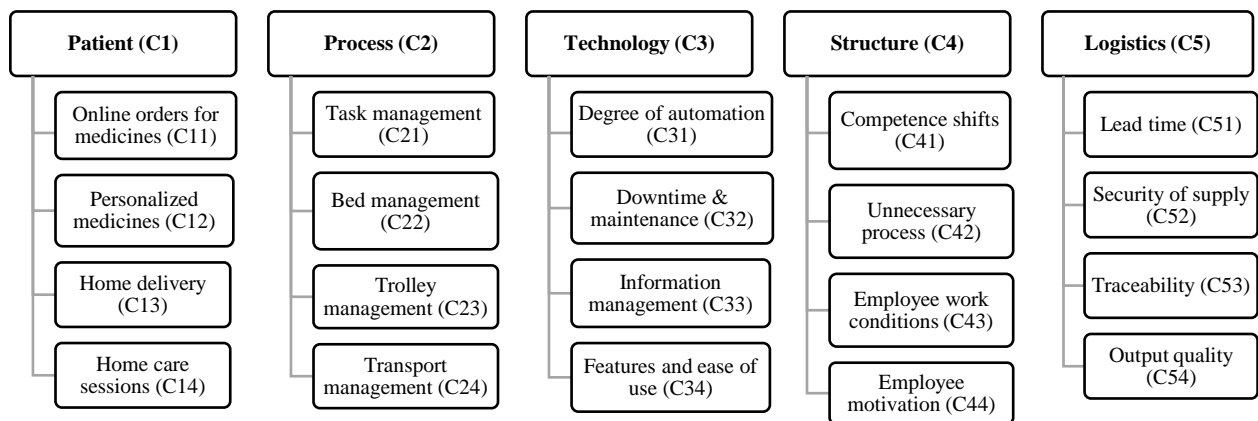 Patient (C1)
Online orders for
medicines (C11)
Personalized
medicines (C12)
Home delivery
(C13)
Home care
sessions (C14)
Process (C2)
Task management
(C21)
Bed management
(C22)
Trolley
management (C23)
Transport
management (C24)
Technology (C3)
Degree of automation
(C31)
Downtime &
maintenance (C32)
Information
management (C33)
Features and ease of
use (C34)
Structure (C4)
Competence shifts
(C41)
Unnecessary
process (C42)
Employee work
conditions (C43)
Employee
motivation (C44)
Logistics (C5)
Lead time (C51)
Security of supply
(C52)
Traceability (C53)
Output quality
(C54)